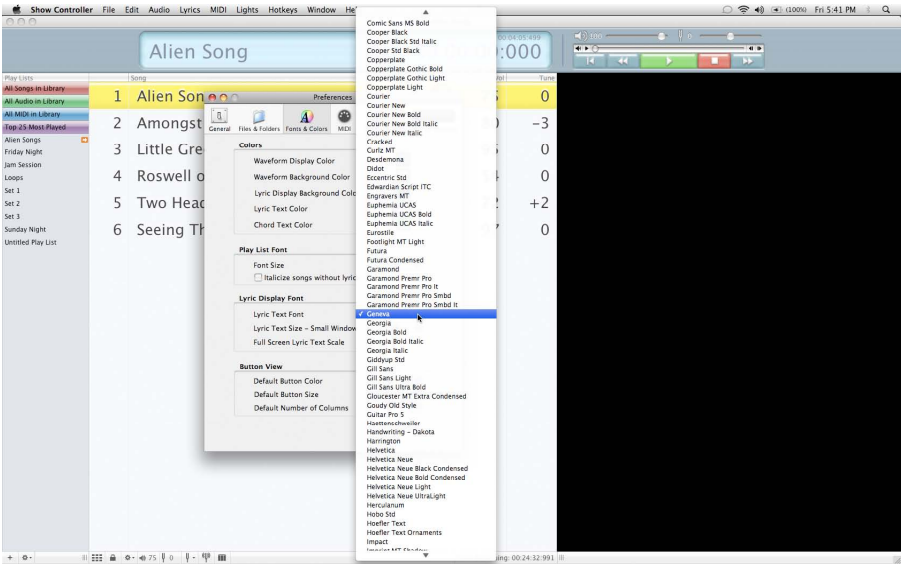 Show Controller File Edit Audio Lyrics MIDI Lights Hotkeys Window He
(100%) Fri 5:41 PM
Alien Song
:000
Play Lists
Song
Vol
Tune
All Songs in Library
All Audio in Library
All MIDI in Library
Top 25 Most Played
Alien Songs
Friday Night
Jam Session
Loops
Set 1
Set 2
Set 3
Sunday Night
Untitled Play List
1 Alien Son 0
2 Amongst -3
3 Little Gre 0
4 Roswell o 0
5 Two Head +2
6 Seeing Th 0
Preferences
General Files & Folders Fonts & Colors MIDI
Colors
Waveform Display Color
Waveform Background Color
Lyric Display Background Colo
Lyric Text Color
Chord Text Color
Play List Font
Font Size
Italicize songs without lyric
Lyric Display Font
Lyric Text Font
Lyric Text Size – Small Window
Full Screen Lyric Text Scale
Button View
Default Button Color
Default Button Size
Default Number of Columns
Comic Sans MS Bold
Cooper Black
Cooper Black Std Italic
Cooper Std Black
Copperplate
Copperplate Gothic Bold
Copperplate Gothic Light
Copperplate Light
Courier
Courier New
Courier New Bold
Courier New Bold Italic
Courier New Italic
Cracked
Curlz MT
Desdemona
Didot
Eccentric Std
Edwardian Script ITC
Engravers MT
Euphemia UCAS
Euphemia UCAS Bold
Euphemia UCAS Italic
Eurostile
Footlight MT Light
Futura
Futura Condensed
Garamond
Garamond Premr Pro
Garamond Premr Pro It
Garamond Premr Pro Smbd
Garamond Premr Pro Smbd It
✓ Geneva
Georgia
Georgia Bold
Georgia Bold Italic
Georgia Italic
Giddyup Std
Gill Sans
Gill Sans Light
Gill Sans Ultra Bold
Gloucester MT Extra Condensed
Goudy Old Style
Guitar Pro 5
Haettenschweiler
Handwriting – Dakota
Harrington
Helvetica
Helvetica Neue
Helvetica Neue Black Condensed
Helvetica Neue Bold Condensed
Helvetica Neue Light
Helvetica Neue UltraLight
Herculanum
Hobo Std
Hoefler Text
Hoefler Text Ornaments
Impact
Imprint MT Shadow
75 0
ing: 00:24:32:991